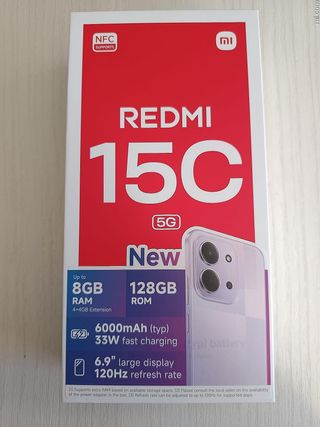 NFC
SUPPORTS
mi
REDMI
15C
5G
New
Up to
8GB
RAM
4+4GB Extension
128GB
ROM
6000mAh (typ)
33W fast charging
6.9" large display
120Hz refresh rate